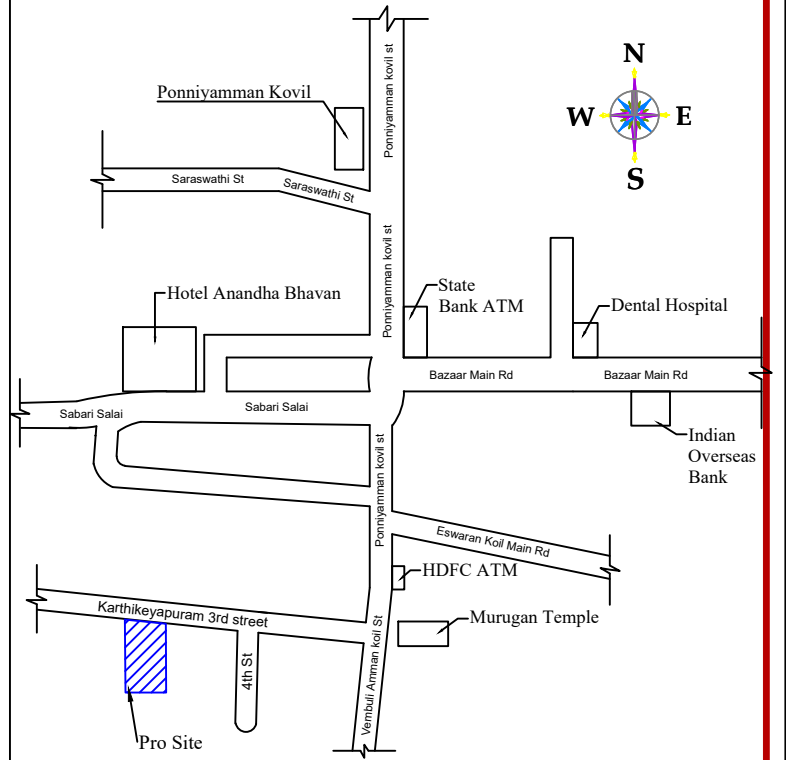 Ponniyamman kovil st
N
W
E
S
Ponniyamman Kovil
Saraswathi St
Saraswathi St
Ponniyamman kovil st
Hotel Anandha Bhavan
State
Bank ATM
Dental Hospital
Bazaar Main Rd
Bazaar Main Rd
Sabari Salai
Sabari Salai
Indian
Overseas
Bank
Ponniyamman kovil st
Eswaran Koil Main Rd
HDFC ATM
Karthikeyapuram 3rd street
Murugan Temple
4th St
Vembuli Amman koil St
Pro Site